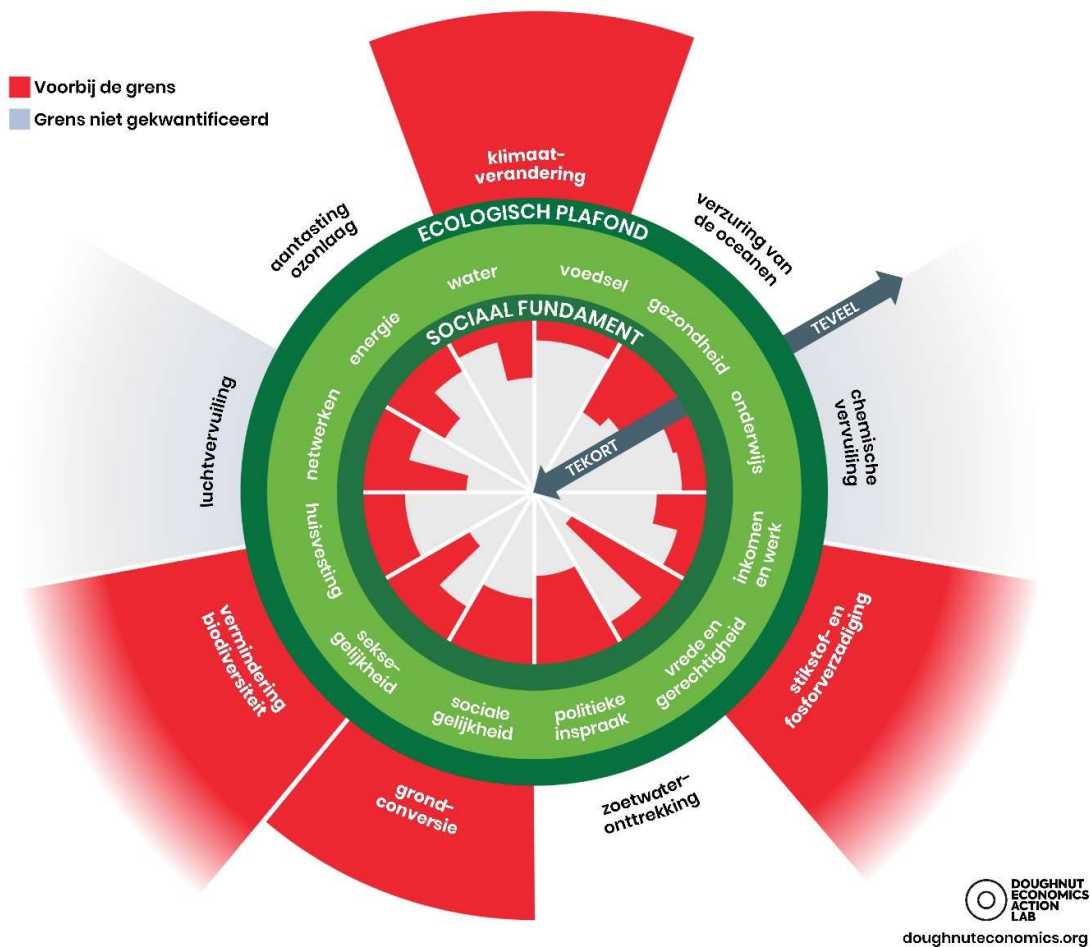 Voorbij de grens
Grens niet gekwantificeerd
klimaat-
verandering
verzuring van
de oceanen
TEVEEL
chemische
vervuiling
stikstof- en
fosforverzadiging
zoetwater-
onttrekking
grond-
conversie
vermindering
biodiversiteit
luchtvervuiling
aantasting
ozonlaag
ECOLOGISCH PLAFOND
water
voedsel
gezondheid
onderwijs
inkomen
en werk
vrede en
gerechtigheid
politieke
inspraak
sociale
gelijkheid
sekse-
gelijkheid
huisvesting
netwerken
energie
SOCIAAL FUNDAMENT
TEKORT
DOUGHNUT
ECONOMICS
ACTION
LAB
doughnuteconomics.org